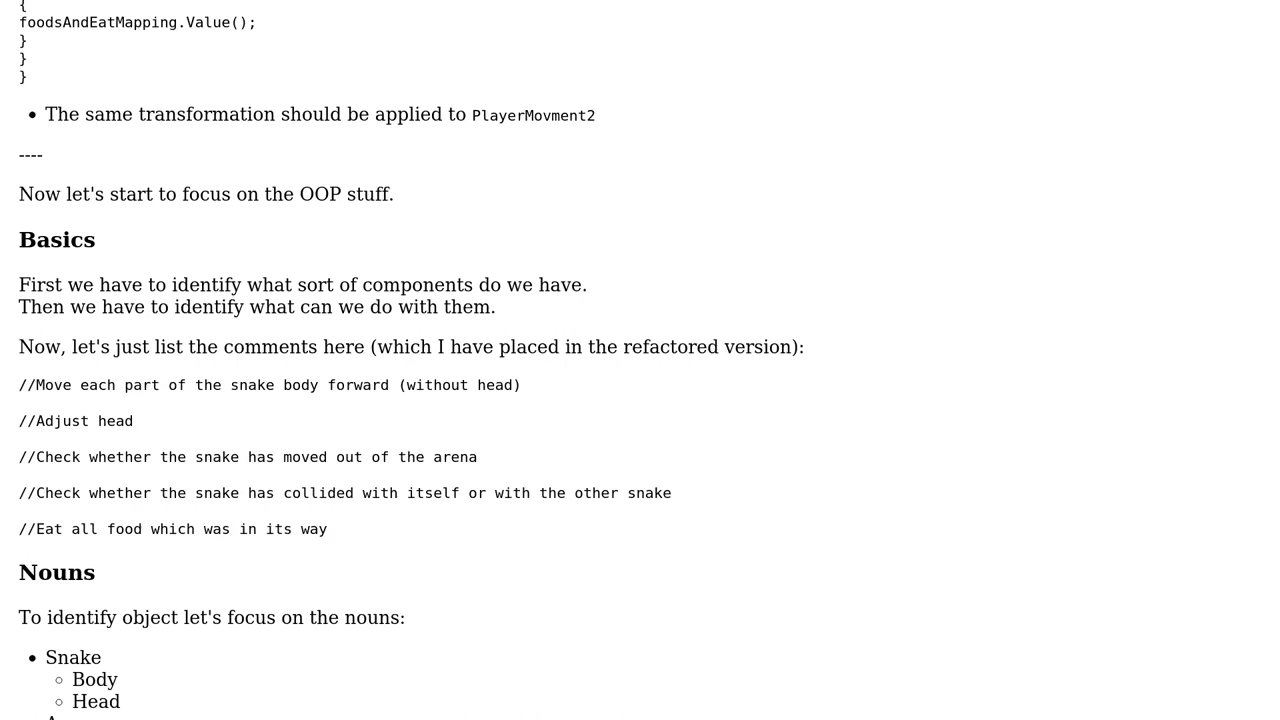 {
foodsAndEatMapping.Value();
}
}
}
• The same transformation should be applied to PlayerMovment2
----
Now let's start to focus on the OOP stuff.
Basics
First we have to identify what sort of components do we have.
Then we have to identify what can we do with them.
Now, let's just list the comments here (which I have placed in the refactored version):
//Move each part of the snake body forward (without head)
//Adjust head
//Check whether the snake has moved out of the arena
//Check whether the snake has collided with itself or with the other snake
//Eat all food which was in its way
Nouns
To identify object let's focus on the nouns:
• Snake
◦ Body
◦ Head